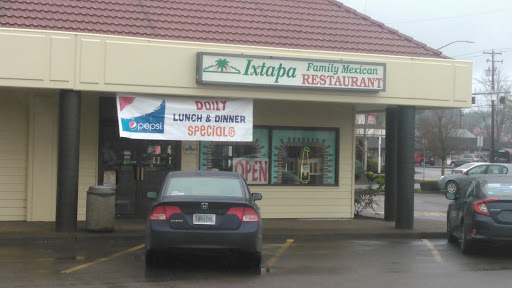 Ixtapa Family Mexican
RESTAURANT
DAILY
LUNCH & DINNER
SPECIALS
pepsi
OPEN